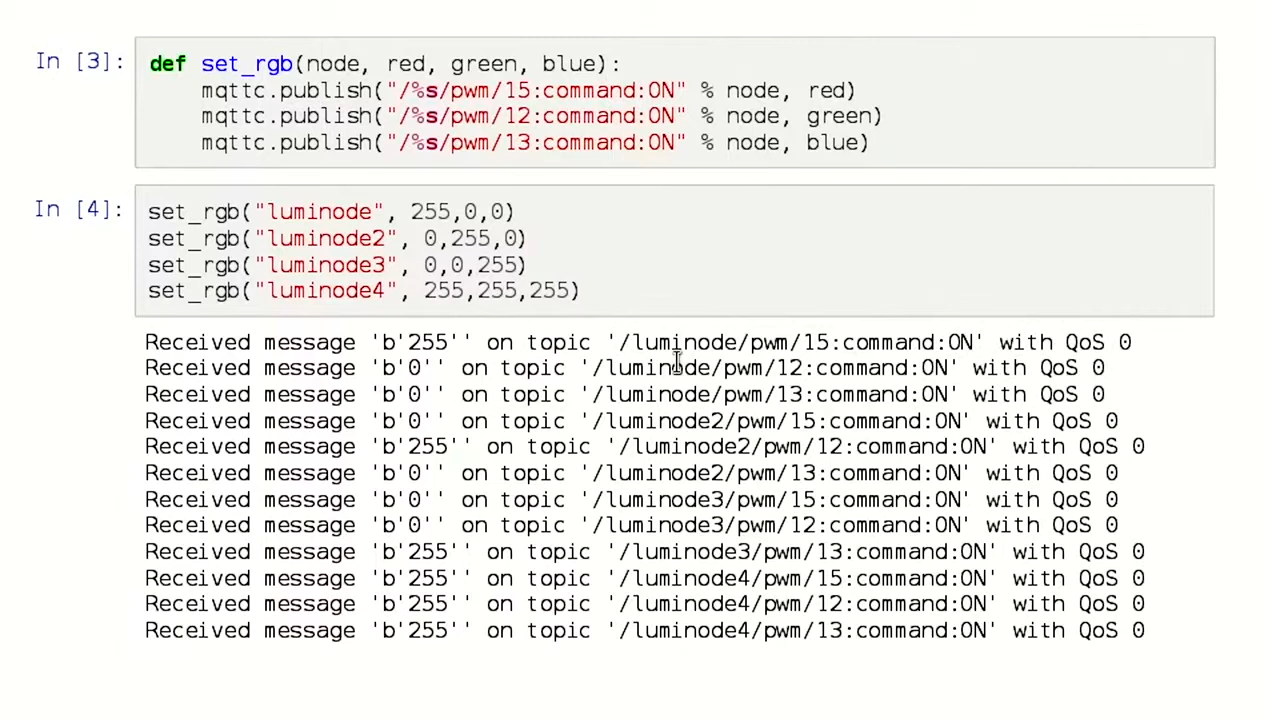 In [3]: def set_rgb(node, red, green, blue):
mqttc.publish("/%s/pwm/15:command:ON" % node, red)
mqttc.publish("/%s/pwm/12:command:ON" % node, green)
mqttc.publish("/%s/pwm/13:command:ON" % node, blue)
In [4]: set_rgb("luminode", 255,0,0)
set_rgb("luminode2", 0,255,0)
set_rgb("luminode3", 0,0,255)
set_rgb("luminode4", 255,255,255)
Received message 'b'255'' on topic '/luminode/pwm/15:command:ON' with QoS 0
Received message 'b'0'' on topic '/luminode/pwm/12:command:ON' with QoS 0
Received message 'b'0'' on topic '/luminode/pwm/13:command:ON' with QoS 0
Received message 'b'0'' on topic '/luminode2/pwm/15:command:ON' with QoS 0
Received message 'b'255'' on topic '/luminode2/pwm/12:command:ON' with QoS 0
Received message 'b'0'' on topic '/luminode2/pwm/13:command:ON' with QoS 0
Received message 'b'0'' on topic '/luminode3/pwm/15:command:ON' with QoS 0
Received message 'b'0'' on topic '/luminode3/pwm/12:command:ON' with QoS 0
Received message 'b'255'' on topic '/luminode3/pwm/13:command:ON' with QoS 0
Received message 'b'255'' on topic '/luminode4/pwm/15:command:ON' with QoS 0
Received message 'b'255'' on topic '/luminode4/pwm/12:command:ON' with QoS 0
Received message 'b'255'' on topic '/luminode4/pwm/13:command:ON' with QoS 0